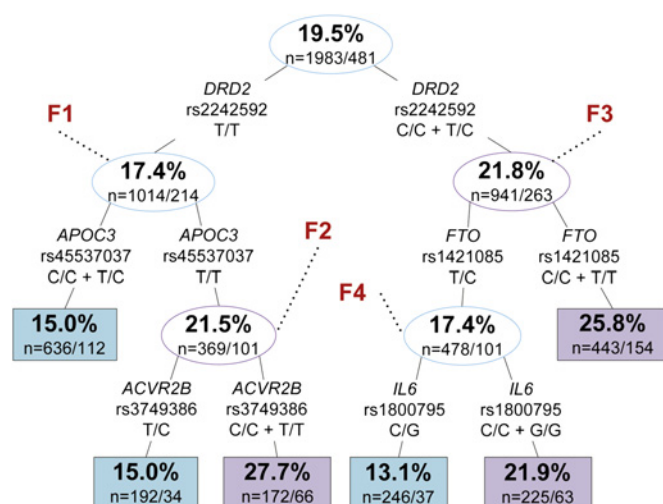 19.5%
n=1983/481
DRD2
rs2242592
T/T
DRD2
rs2242592
C/C + T/C
F1
F3
17.4%
n=1014/214
21.8%
n=941/263
APOC3
rs45537037
C/C + T/C
APOC3
rs45537037
T/T
F2
FTO
rs1421085
T/C
FTO
rs1421085
C/C + T/T
F4
15.0%
n=636/112
21.5%
n=369/101
17.4%
n=478/101
25.8%
n=443/154
ACVR2B
rs3749386
T/C
ACVR2B
rs3749386
C/C + T/T
IL6
rs1800795
C/G
IL6
rs1800795
C/C + G/G
15.0%
n=192/34
27.7%
n=172/66
13.1%
n=246/37
21.9%
n=225/63